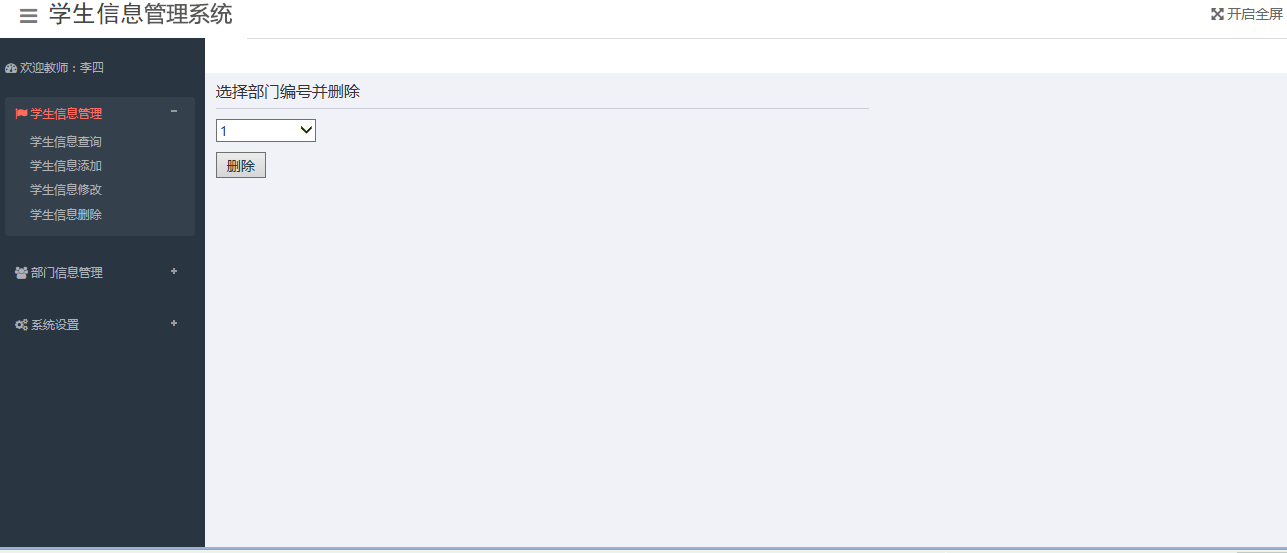 学生信息管理系统
开启全屏
欢迎教师：李四
学生信息管理
学生信息查询
学生信息添加
学生信息修改
学生信息删除
部门信息管理
系统设置
选择部门编号并删除
1
删除